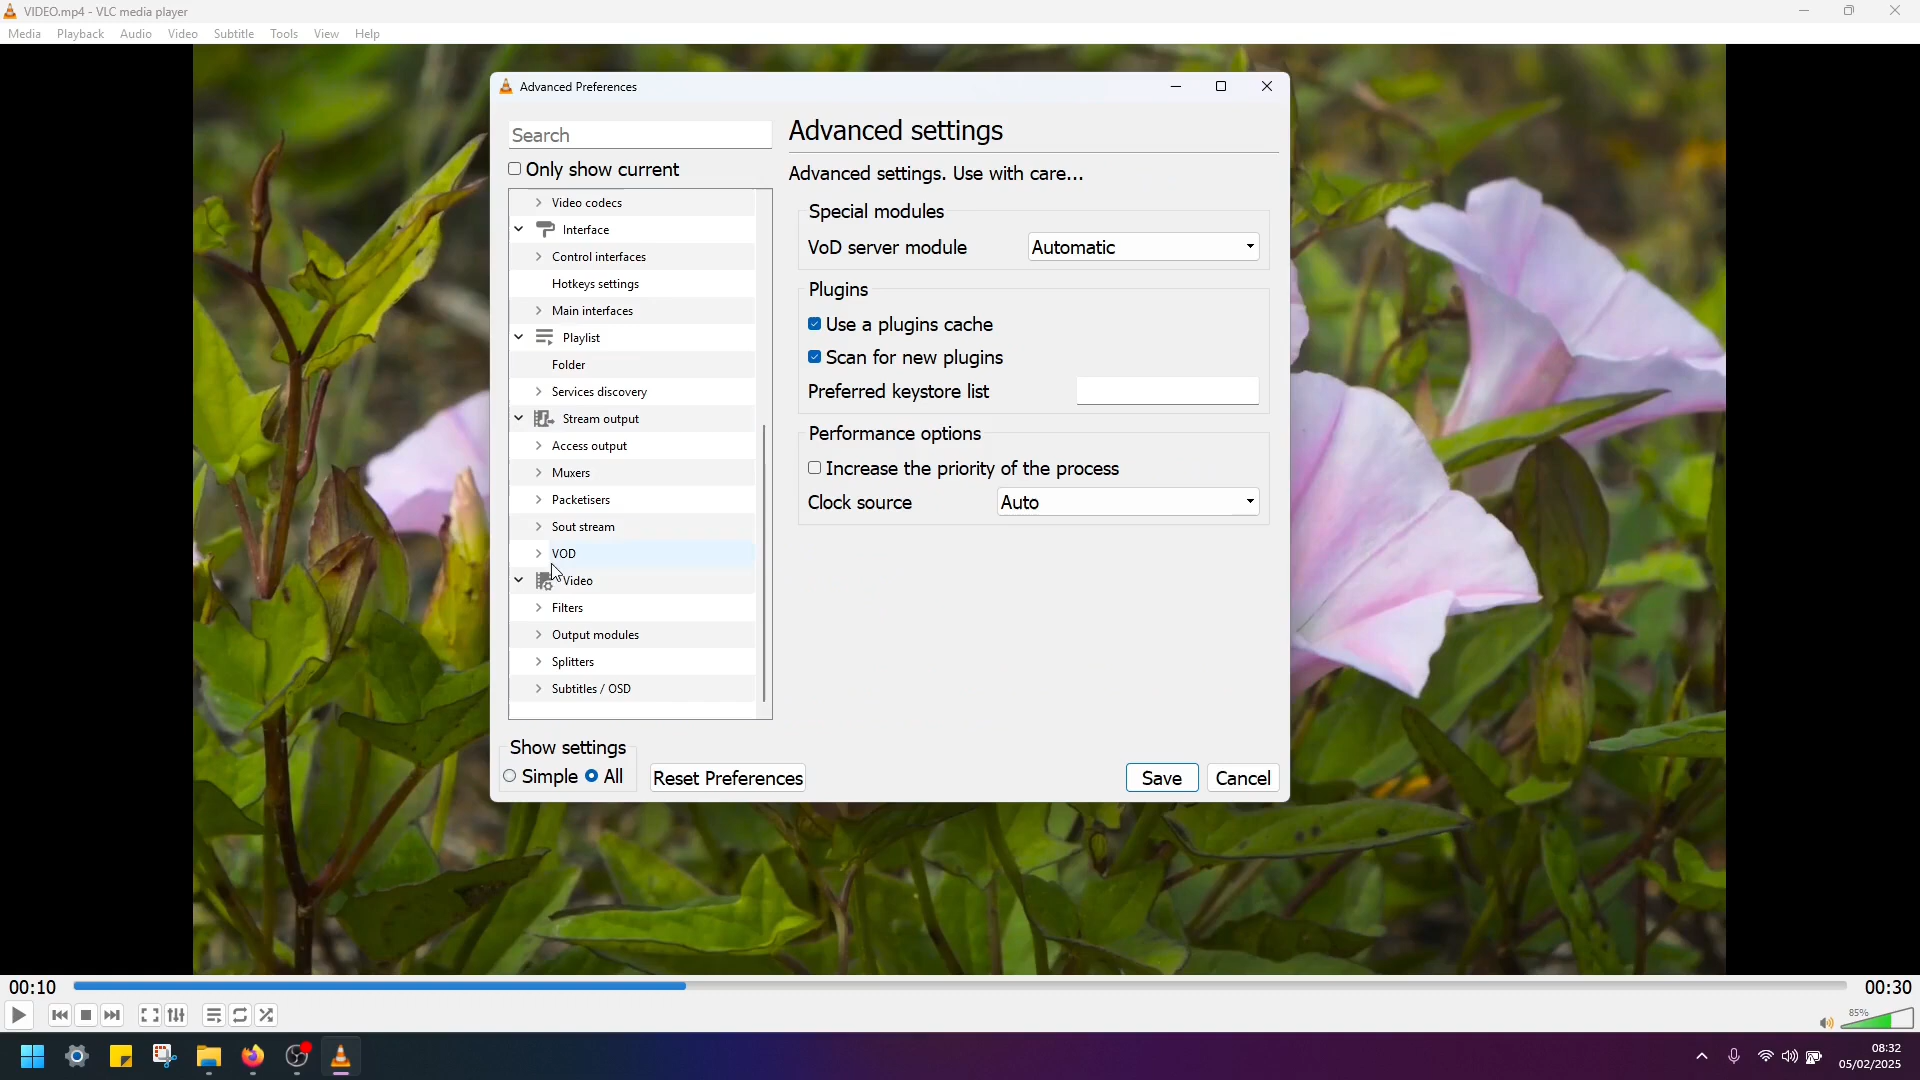 VIDEO.mp4 - VLC media player
Media Playback Audio Video Subtitle Tools View Help
Advanced Preferences
Search
Only show current
Video codecs
Interface
Control interfaces
Hotkeys settings
Main interfaces
Playlist
Folder
Services discovery
Stream output
Access output
Muxers
Packetisers
Sout stream
VOD
Video
Filters
Output modules
Splitters
Subtitles / OSD
Advanced settings
Advanced settings. Use with care...
Special modules
VoD server module Automatic
Plugins
Use a plugins cache
Scan for new plugins
Preferred keystore list
Performance options
Increase the priority of the process
Clock source Auto
Show settings
Simple All
Reset Preferences
Save Cancel
00:10 00:30
85%
08:32
05/02/2025